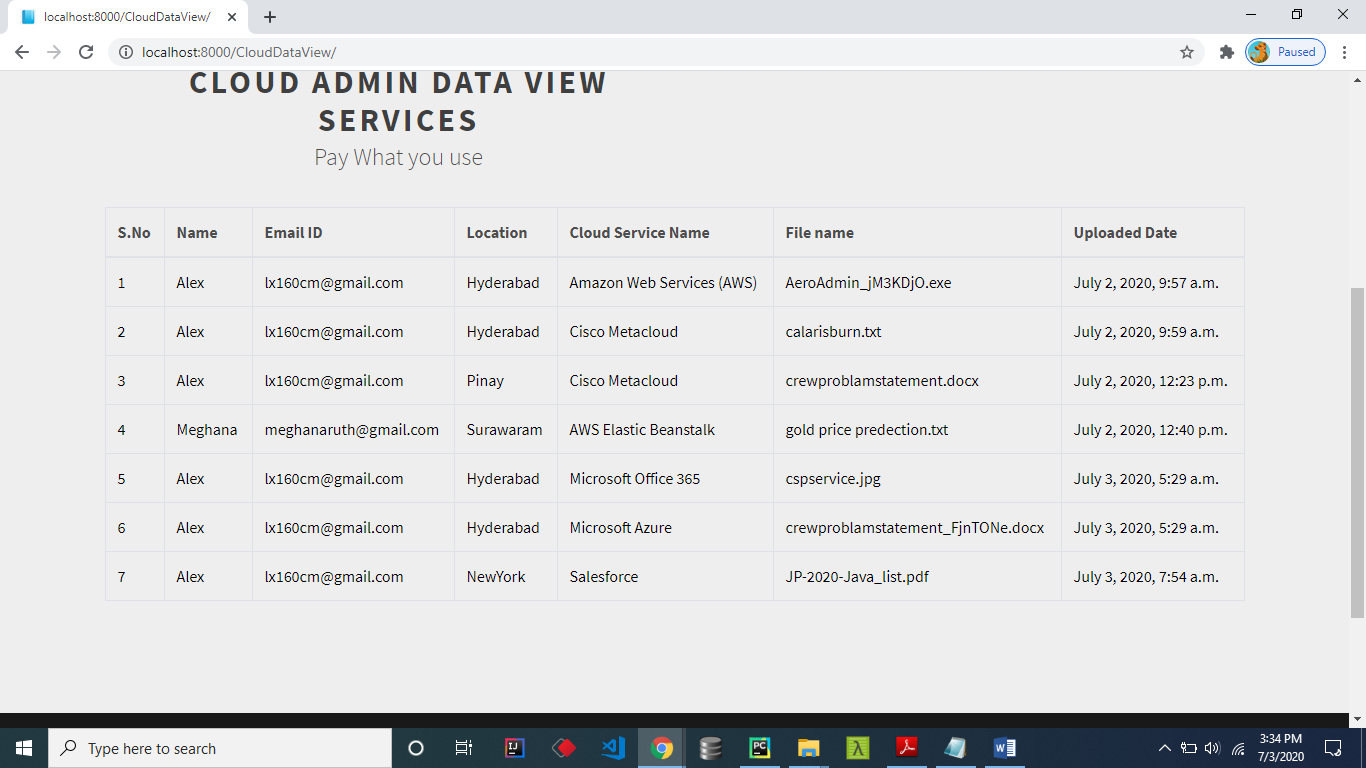 localhost:8000/CloudDataView/
localhost:8000/CloudDataView/
Paused
CLOUD ADMIN DATA VIEW
SERVICES
Pay What you use
S.No Name Email ID Location Cloud Service Name File name Uploaded Date
1 Alex lx160cm@gmail.com Hyderabad Amazon Web Services (AWS) AeroAdmin_jM3KDjO.exe July 2, 2020, 9:57 a.m.
2 Alex lx160cm@gmail.com Hyderabad Cisco Metacloud calarisburn.txt July 2, 2020, 9:59 a.m.
3 Alex lx160cm@gmail.com Pinay Cisco Metacloud crewproblamstatement.docx July 2, 2020, 12:23 p.m.
4 Meghana meghanaruth@gmail.com Surawaram AWS Elastic Beanstalk gold price predection.txt July 2, 2020, 12:40 p.m.
5 Alex lx160cm@gmail.com Hyderabad Microsoft Office 365 cspservice.jpg July 3, 2020, 5:29 a.m.
6 Alex lx160cm@gmail.com Hyderabad Microsoft Azure crewproblamstatement_FjnTONe.docx July 3, 2020, 5:29 a.m.
7 Alex lx160cm@gmail.com NewYork Salesforce JP-2020-Java_list.pdf July 3, 2020, 7:54 a.m.
Type here to search
IJ
PC
W
3:34 PM
7/3/2020